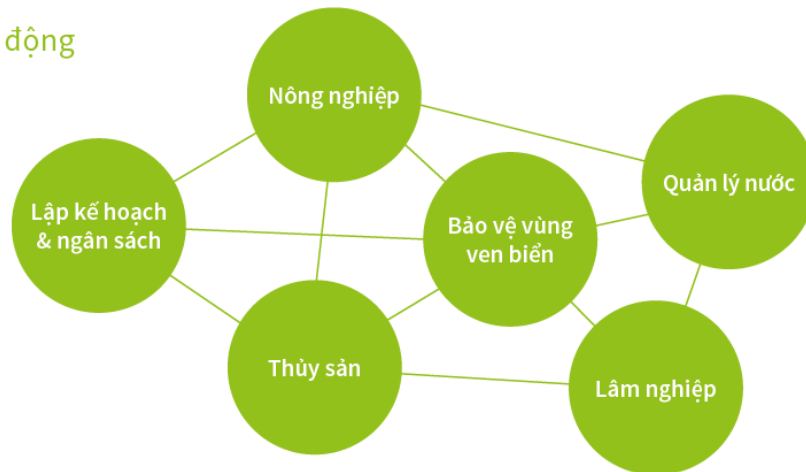 động
Nông nghiệp
Quản lý nước
Lập kế hoạch
& ngân sách
Bảo vệ vùng
ven biển
Thủy sản
Lâm nghiệp